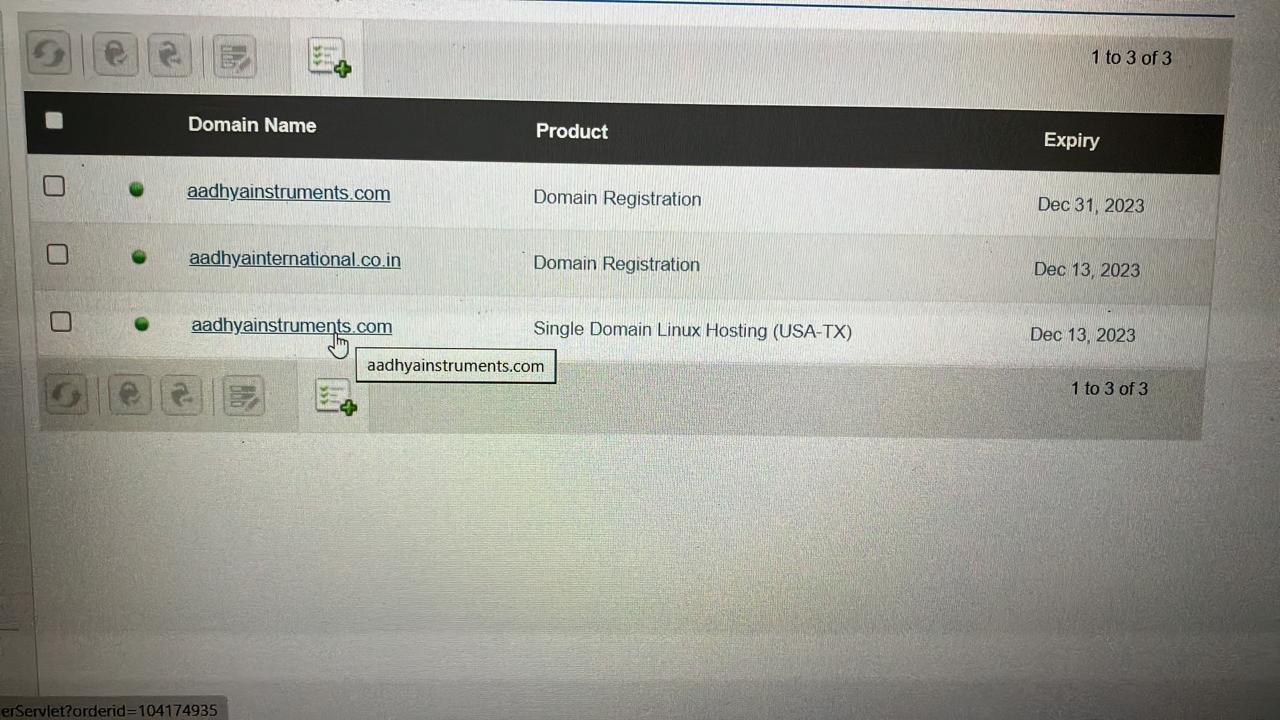 1 to 3 of 3
Domain Name Product Expiry
aadhyainstruments.com Domain Registration Dec 31, 2023
aadhyainternational.co.in Domain Registration Dec 13, 2023
aadhyainstruments.com Single Domain Linux Hosting (USA-TX) Dec 13, 2023
aadhyainstruments.com
1 to 3 of 3
erServlet?orderid=104174935